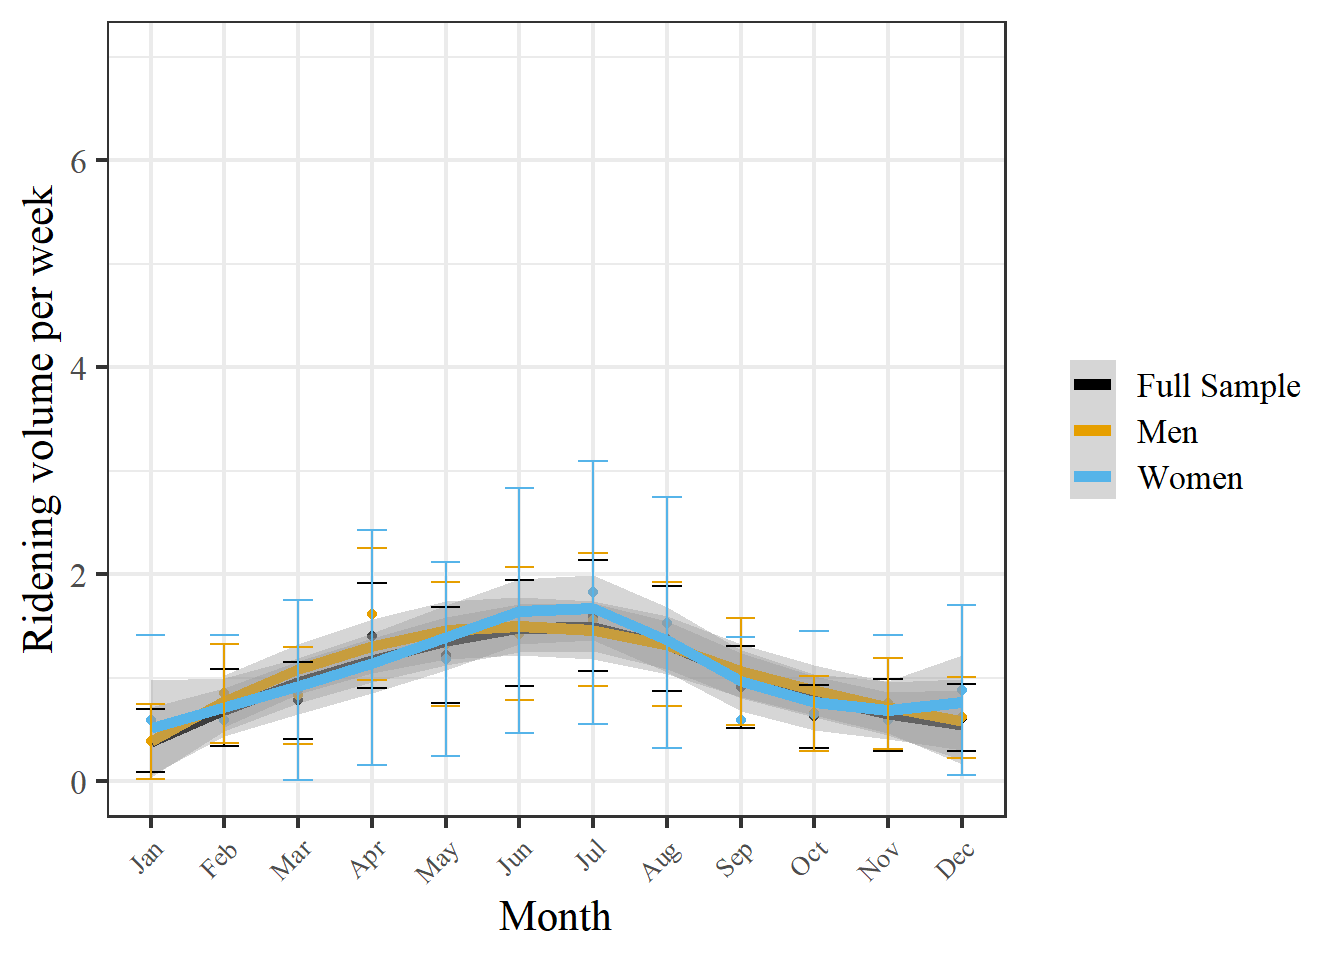 Ridening volume per week
6
4
2
0
Jan
Feb
Mar
Apr
May
Jun
Jul
Aug
Sep
Oct
Nov
Dec
Month
Full Sample
Men
Women